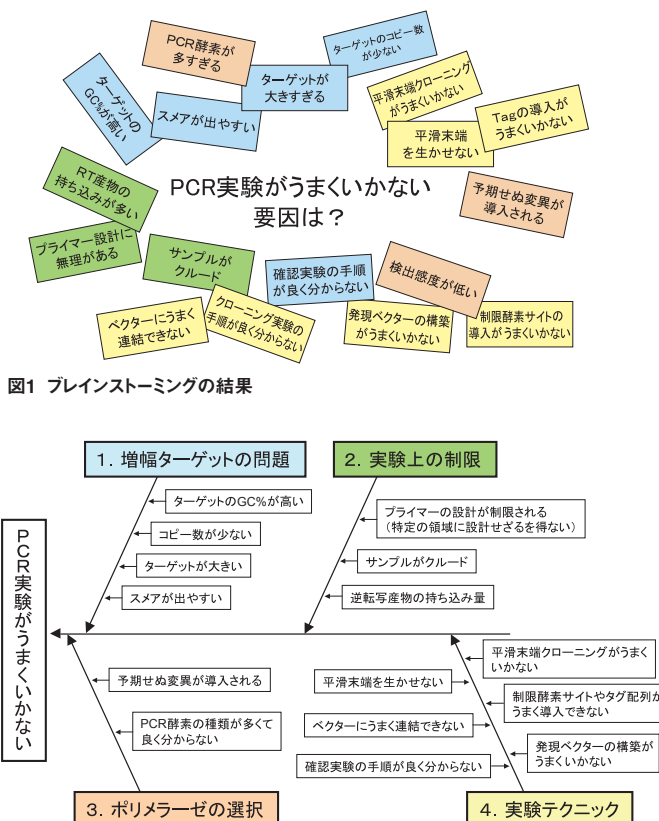 PCR酵素が
多すぎる
ターゲットのコピー数
が少ない
ターゲットの
GC%が高い
スメアが出やすい
ターゲットが
大きすぎる
平滑末端クローニング
がうまくいかない
平滑末端
を生かせない
Tagの導入が
うまくいかない
RT産物の
持ち込みが多い
PCR実験がうまくいかない
要因は？
予期せぬ変異が
導入される
プライマー設計に
無理がある
サンプルが
クルード
確認実験の手順
が良く分からない
検出感度が低い
ベクターにうまく
連結できない
クローニング実験の
手順が良く分からない
発現ベクターの構築
がうまくいかない
制限酵素サイトの
導入がうまくいかない
図1 ブレインストーミングの結果
1．増幅ターゲットの問題
2．実験上の制限
ターゲットのGC%が高い
コピー数が少ない
ターゲットが大きい
スメアが出やすい
プライマーの設計が制限される
（特定の領域に設計せざるを得ない）
サンプルがクルード
逆転写産物の持ち込み量
PCR実験がうまくいかない
予期せぬ変異が導入される
PCR酵素の種類が多くて
良く分からない
平滑末端を生かせない
ベクターにうまく連結できない
確認実験の手順が良く分からない
平滑末端クローニングがうまく
いかない
制限酵素サイトやタグ配列が
うまく導入できない
発現ベクターの構築が
うまくいかない
3．ポリメラーゼの選択
4．実験テクニック